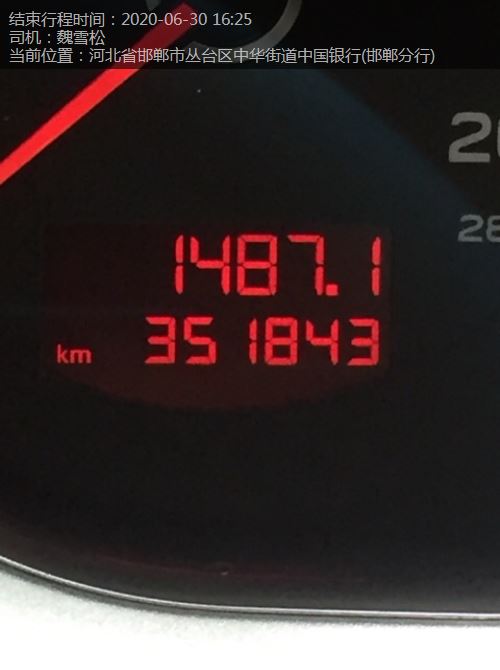 结束行程时间：2020-06-30 16:25
司机：魏雪松
当前位置：河北省邯郸市丛台区中华街道中国银行(邯郸分行)
1487.1
km 351843